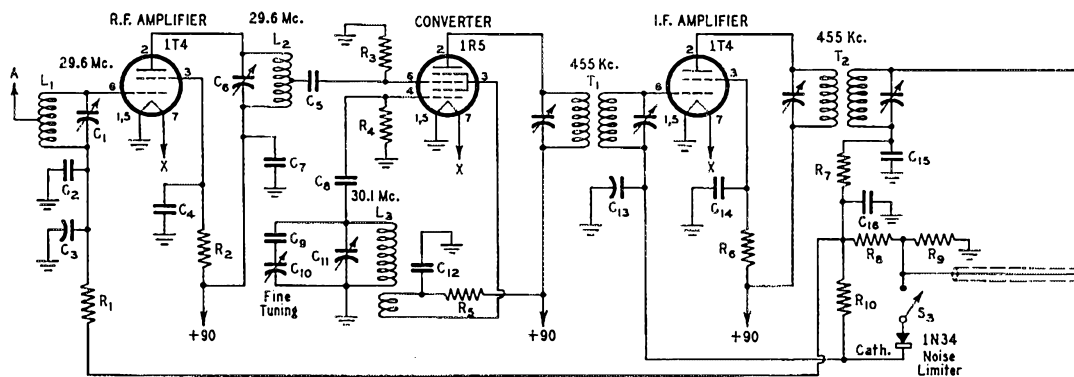 R.F. AMPLIFIER
1T4
29.6 Mc.
L2
CONVERTER
1R5
I.F. AMPLIFIER
1T4
455 Kc.
T2
A
L1
29.6 Mc.
C1
6
2
3
1,5
7
X
C6
C5
R3
R4
6
4
2
3
1,5
7
X
455 Kc.
T1
6
2
3
1,5
7
X
C2
C3
C4
R2
C7
C8
30.1 Mc.
L3
C9
C10
C11
Fine
Tuning
C12
R5
C13
C14
R6
R7
C15
C16
R8
R9
R10
S3
1N34
Cath.
Noise
Limiter
R1
+90
+90
+90